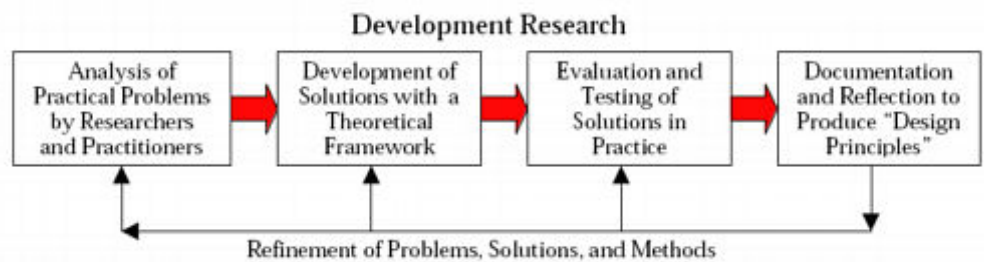 Development Research
Analysis of
Practical Problems
by Researchers
and Practitioners
Development of
Solutions with a
Theoretical
Framework
Evaluation and
Testing of
Solutions in
Practice
Documentation
and Reflection to
Produce “Design
Principles”
Refinement of Problems, Solutions, and Methods